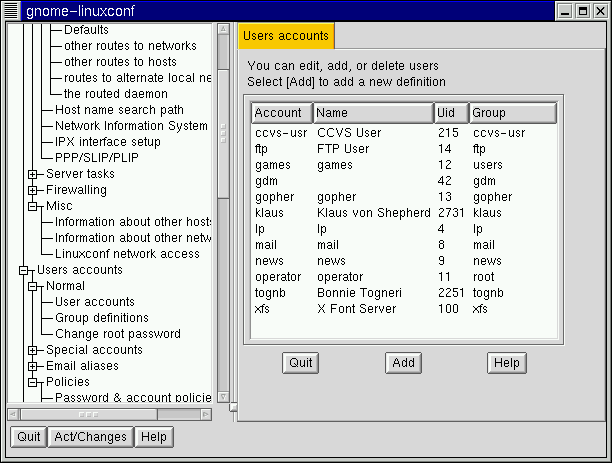 gnome-linuxconf
Defaults
other routes to networks
other routes to hosts
routes to alternate local ne
the routed daemon
Host name search path
Network Information System
IPX interface setup
PPP/SLIP/PLIP
Server tasks
Firewalling
Misc
Information about other hosts
Information about other netw
Linuxconf network access
Users accounts
Normal
User accounts
Group definitions
Change root password
Special accounts
Email aliases
Policies
Password & account policie
Quit Act/Changes Help
Users accounts
You can edit, add, or delete users
Select [Add] to add a new definition
Account Name Uid Group
ccvs-usr CCVS User 215 ccvs-usr
ftp FTP User 14 ftp
games games 12 users
gdm 42 gdm
gopher gopher 13 gopher
klaus Klaus von Shepherd 2731 klaus
lp lp 4 lp
mail mail 8 mail
news news 9 news
operator operator 11 root
tognb Bonnie Togneri 2251 tognb
xfs X Font Server 100 xfs
Quit Add Help